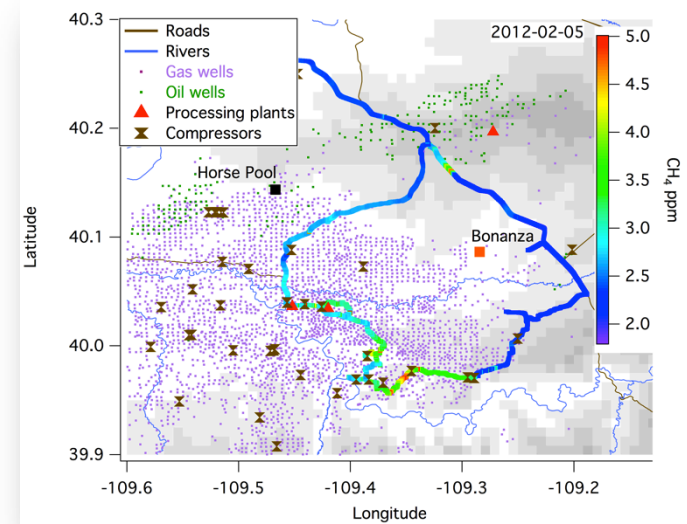 40.3
2012-02-05
5.0
Roads
Rivers
Gas wells
Oil wells
Processing plants
Compressors
4.5
40.2
4.0
Horse Pool
3.5
CH4 ppm
Latitude
40.1
Bonanza
3.0
2.5
40.0
2.0
39.9
-109.6
-109.5
-109.4
-109.3
-109.2
Longitude